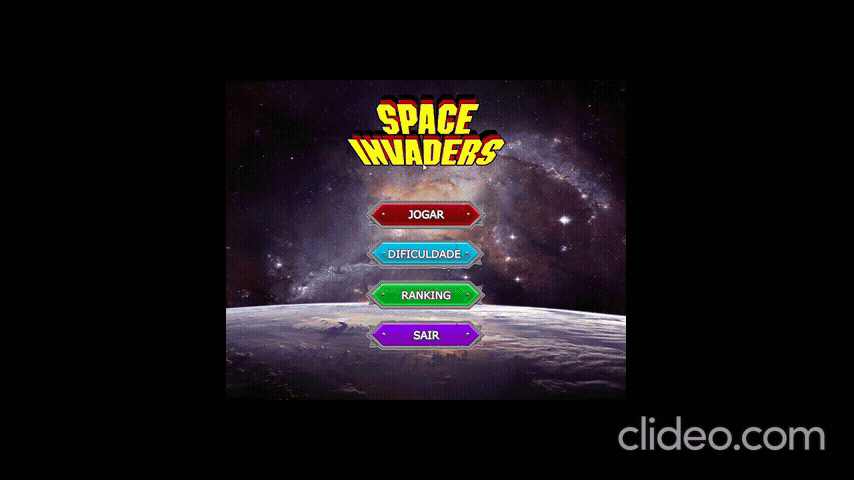 SPACE
INVADERS
JOGAR
DIFICULDADE
RANKING
SAIR
clideo.com